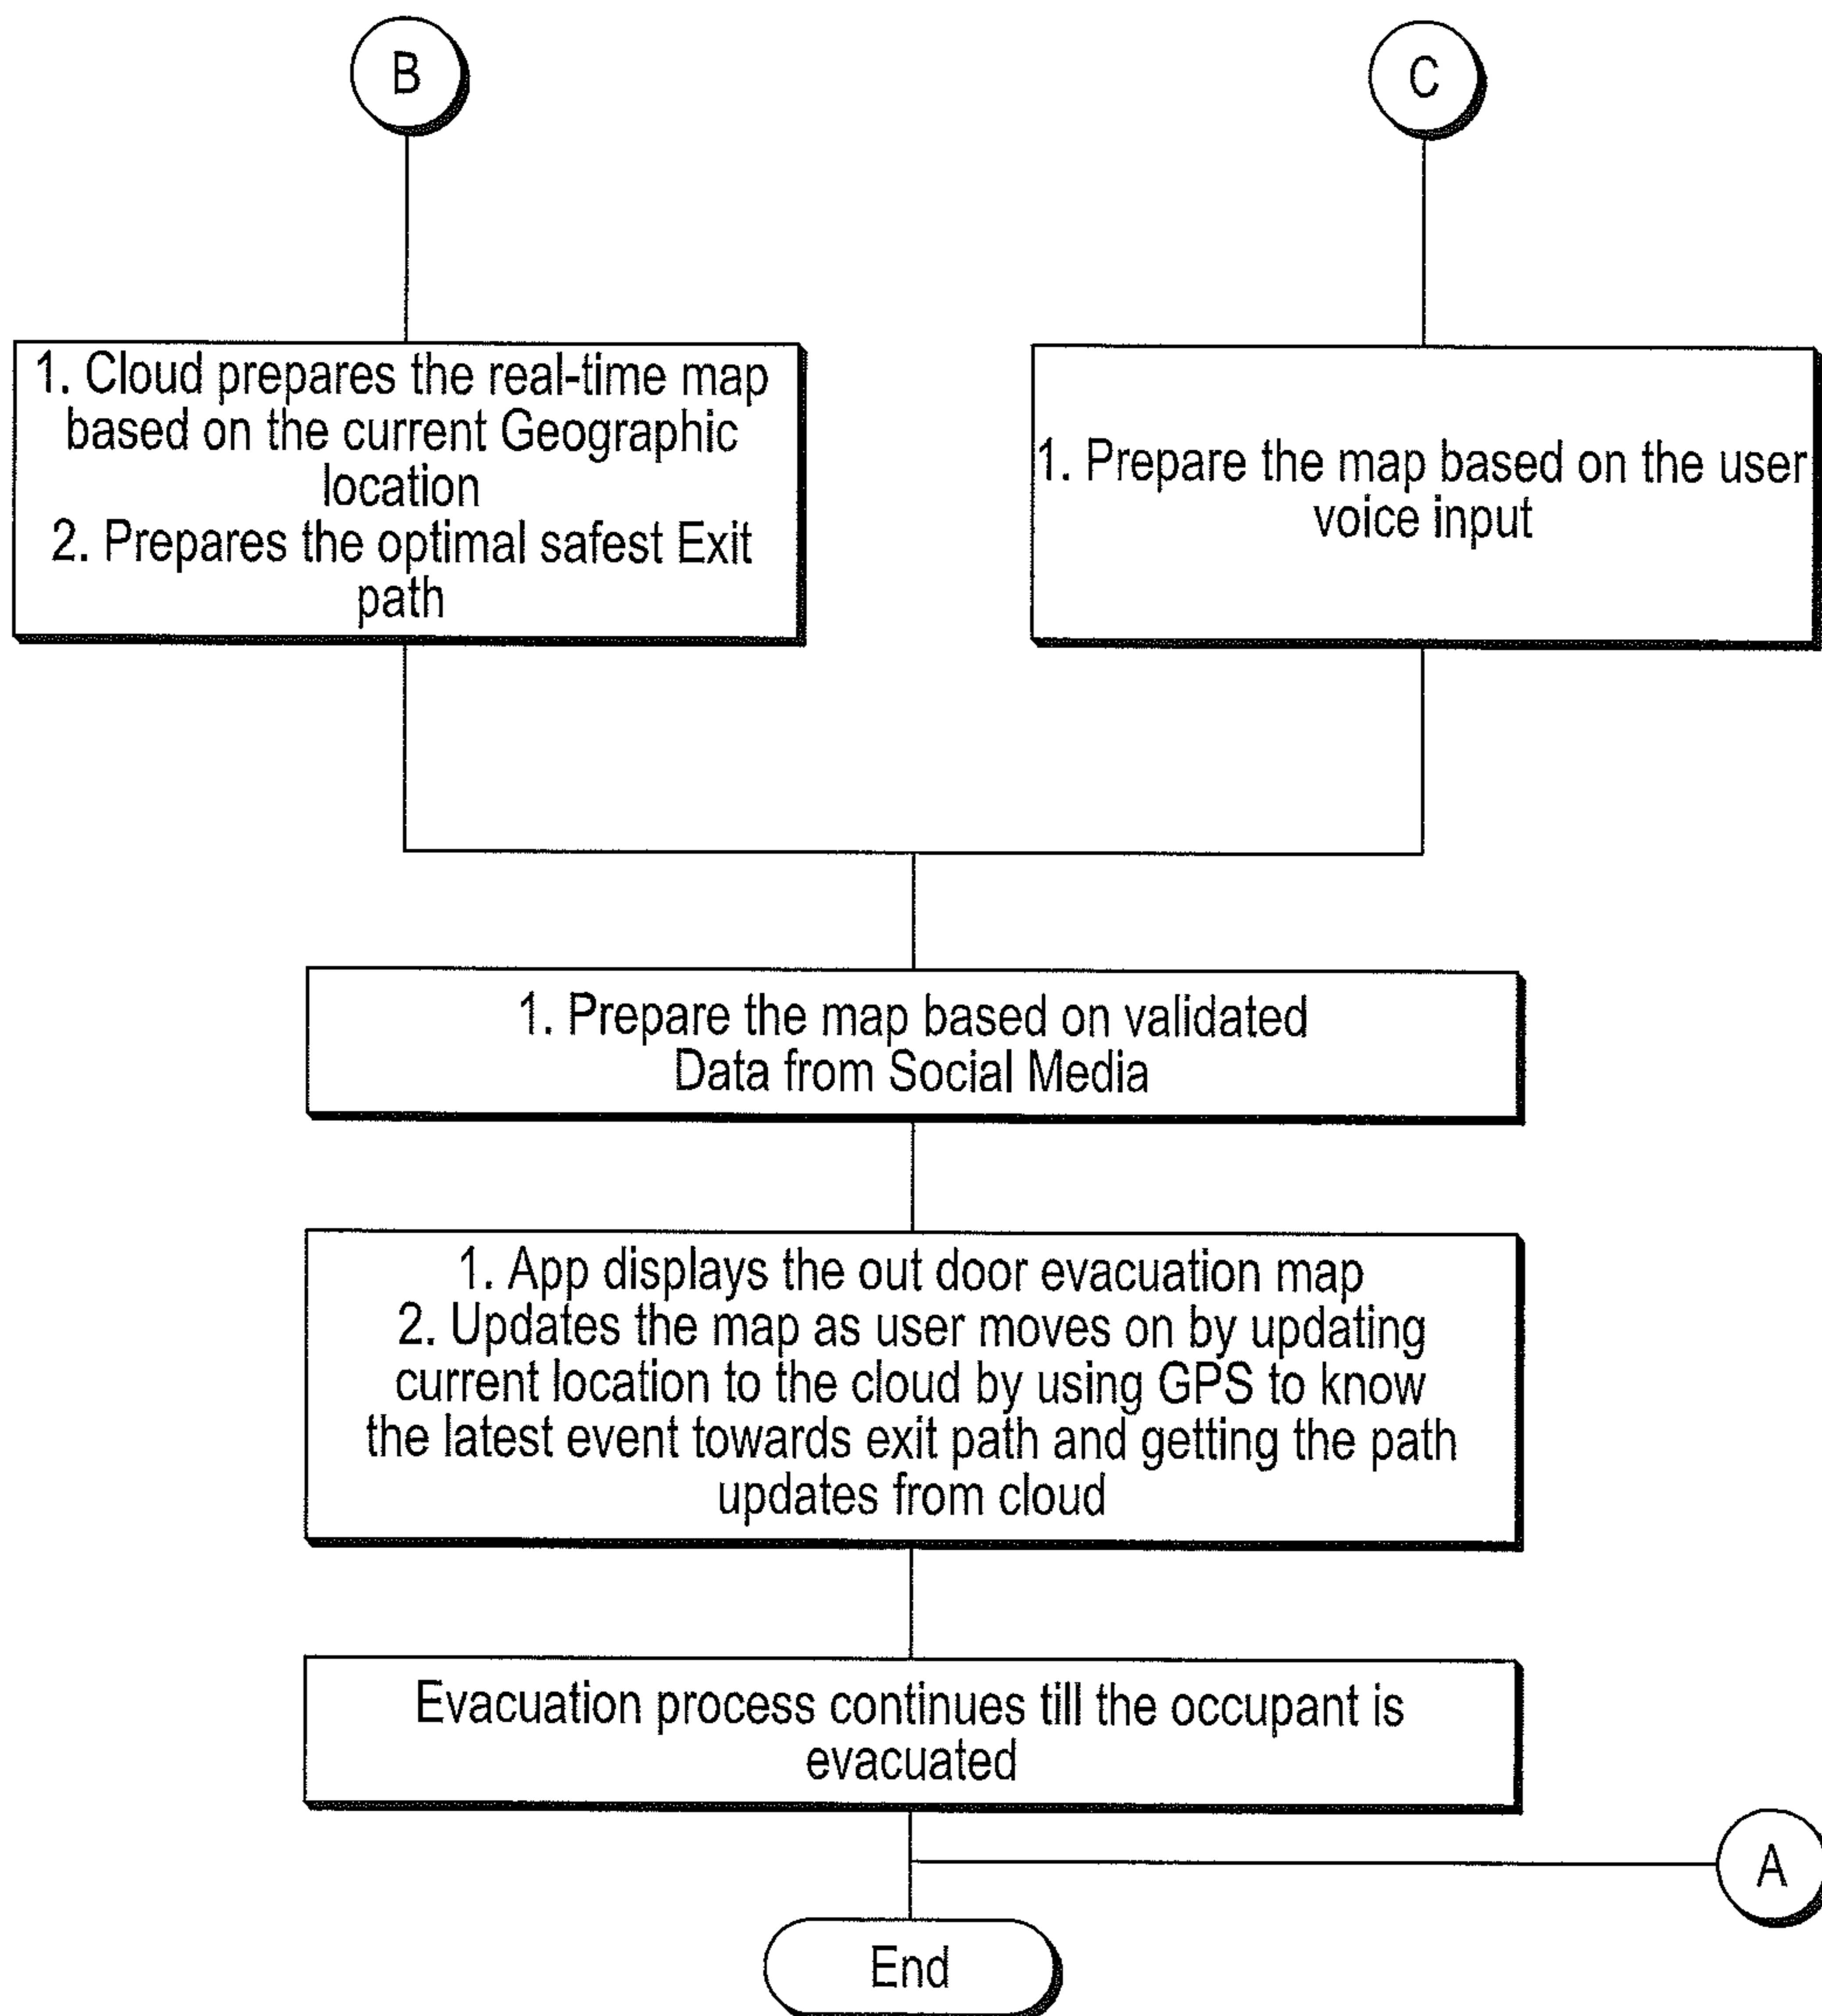 B
C
1. Cloud prepares the real-time map
based on the current Geographic
location
2. Prepares the optimal safest Exit
path
1. Prepare the map based on the user
voice input
1. Prepare the map based on validated
Data from Social Media
1. App displays the out door evacuation map
2. Updates the map as user moves on by updating
current location to the cloud by using GPS to know
the latest event towards exit path and getting the path
updates from cloud
Evacuation process continues till the occupant is
evacuated
A
End